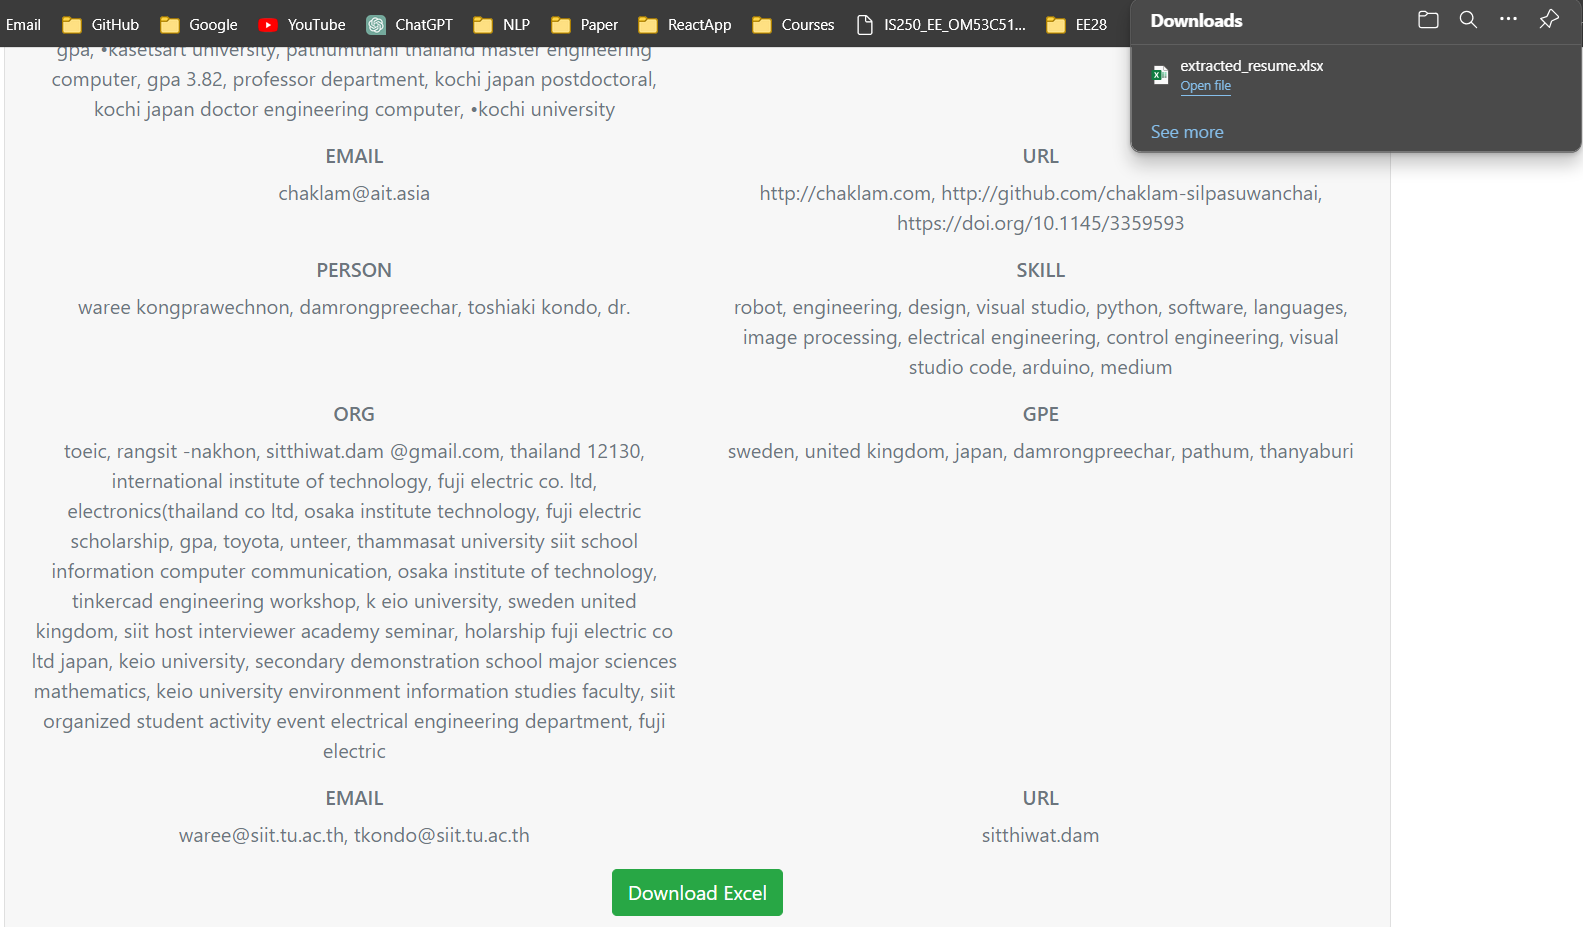 Email GitHub Google YouTube ChatGPT NLP Paper ReactApp Courses IS250_EE_OM53C51... EE28
Downloads
extracted_resume.xlsx
Open file
See more
gpa, •kasetsart university, pathumthani thailand master engineering
computer, gpa 3.82, professor department, kochi japan postdoctoral,
kochi japan doctor engineering computer, •kochi university
EMAIL
chaklam@ait.asia
URL
http://chaklam.com, http://github.com/chaklam-silpasuwanchai,
https://doi.org/10.1145/3359593
PERSON
waree kongprawechnon, damrongpreechar, toshiaki kondo, dr.
SKILL
robot, engineering, design, visual studio, python, software, languages,
image processing, electrical engineering, control engineering, visual
studio code, arduino, medium
ORG
toeic, rangsit -nakhon, sitthiwat.dam @gmail.com, thailand 12130,
international institute of technology, fuji electric co. ltd,
electronics(thailand co ltd, osaka institute technology, fuji electric
scholarship, gpa, toyota, unteer, thammasat university siit school
information computer communication, osaka institute of technology,
tinkercad engineering workshop, k eio university, sweden united
kingdom, siit host interviewer academy seminar, holarship fuji electric co
ltd japan, keio university, secondary demonstration school major sciences
mathematics, keio university environment information studies faculty, siit
organized student activity event electrical engineering department, fuji
electric
GPE
sweden, united kingdom, japan, damrongpreechar, pathum, thanyaburi
EMAIL
waree@siit.tu.ac.th, tkondo@siit.tu.ac.th
URL
sitthiwat.dam
Download Excel